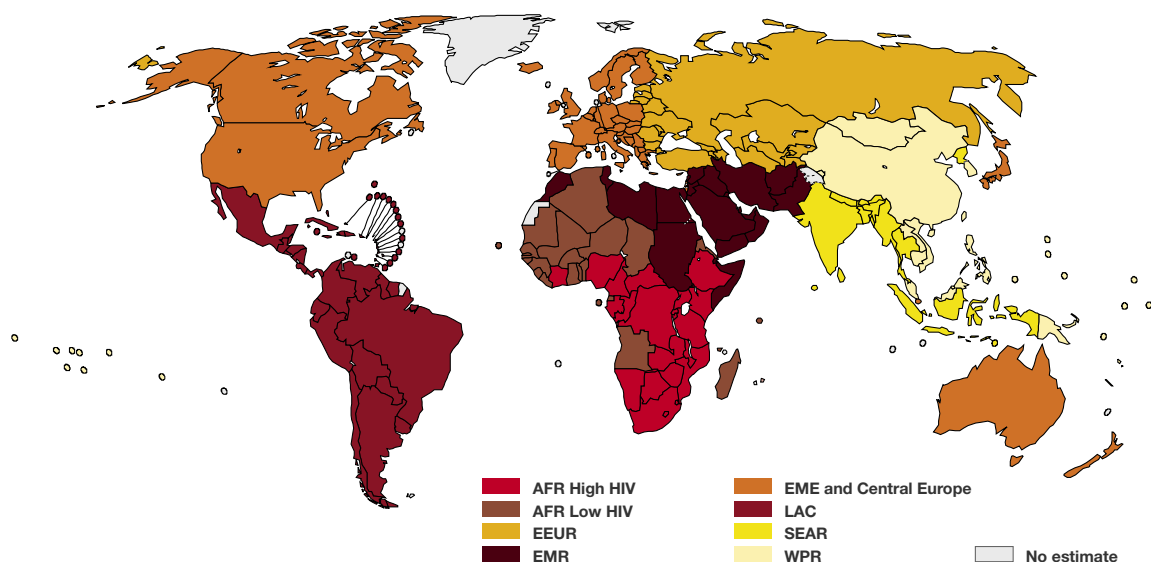 AFR High HIV
AFR Low HIV
EEUR
EMR
EME and Central Europe
LAC
SEAR
WPR
No estimate